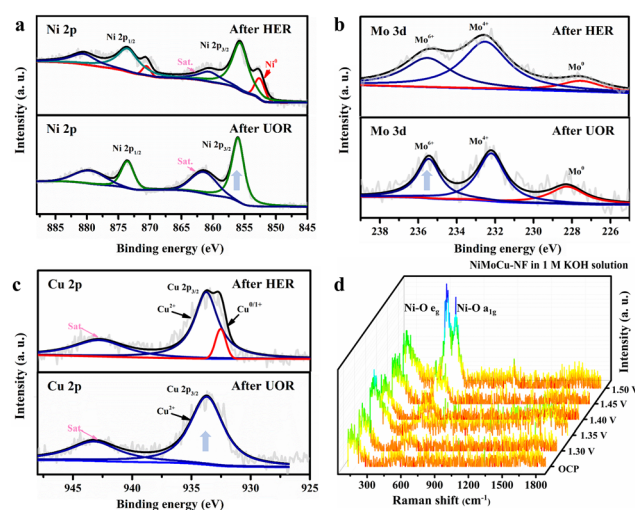 a
Ni 2p
Ni 2p1/2
Ni 2p3/2
After HER
Sat.
Ni0
Ni 2p
Ni 2p1/2
Ni 2p3/2
After UOR
Sat.
Intensity (a. u.)
885 880 875 870 865 860 855 850 845
Binding energy (eV)
b
Mo 3d
Mo6+
Mo4+
After HER
Mo0
Mo 3d
Mo6+
Mo4+
After UOR
Mo0
Intensity (a. u.)
239 236 233 230 228 225
Binding energy (eV)
c
Cu 2p
Cu 2p3/2
After HER
Cu2+
Cu0/1+
Sat
Cu 2p
Cu 2p3/2
After UOR
Cu2+
Sat
Intensity (a. u.)
945 940 935 930 925
Binding energy (eV)
NiMoCu-NF in 1 M KOH solution
d
Ni-O eg
Ni-O a1g
Intensity (a. u.)
1.50 V
1.45 V
1.40 V
1.35 V
1.30 V
OCP
300 600 900 1200 1500 1800
Raman shift (cm-1)